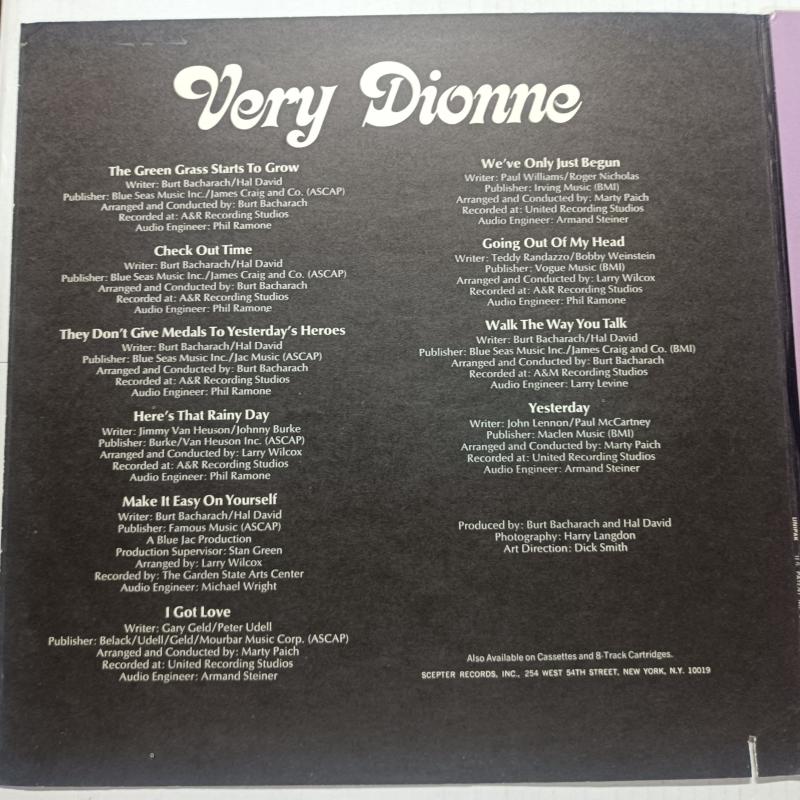 Very Dionne
The Green Grass Starts To Grow
Writer: Burt Bacharach/Hal David
Publisher: Blue Seas Music Inc./James Craig and Co. (ASCAP)
Arranged and Conducted by: Burt Bacharach
Recorded at: A&R Recording Studios
Audio Engineer: Phil Ramone
Check Out Time
Writer: Burt Bacharach/Hal David
Publisher: Blue Seas Music Inc./James Craig and Co. (ASCAP)
Arranged and Conducted by: Burt Bacharach
Recorded at: A&R Recording Studios
Audio Engineer: Phil Ramone
They Don't Give Medals To Yesterday's Heroes
Writer: Burt Bacharach/Hal David
Publisher: Blue Seas Music Inc./Jac Music (ASCAP)
Arranged and Conducted by: Burt Bacharach
Recorded at: A&R Recording Studios
Audio Engineer: Phil Ramone
Here's That Rainy Day
Writer: Jimmy Van Heuson/Johnny Burke
Publisher: Burke/Van Heuson Inc. (ASCAP)
Arranged and Conducted by: Larry Wilcox
Recorded at: A&R Recording Studios
Audio Engineer: Phil Ramone
Make It Easy On Yourself
Writer: Burt Bacharach/Hal David
Publisher: Famous Music (ASCAP)
A Blue Jac Production
Production Supervisor: Stan Green
Arranged by: Larry Wilcox
Recorded by: The Garden State Arts Center
Audio Engineer: Michael Wright
I Got Love
Writer: Gary Geld/Peter Udell
Publisher: Belack/Udell/Geld/Mourbar Music Corp. (ASCAP)
Arranged and Conducted by: Marty Paich
Recorded at: United Recording Studios
Audio Engineer: Armand Steiner
We've Only Just Begun
Writer: Paul Williams/Roger Nicholas
Publisher: Irving Music (BMI)
Arranged and Conducted by: Marty Paich
Recorded at: United Recording Studios
Audio Engineer: Armand Steiner
Going Out Of My Head
Writer: Teddy Randazzo/Bobby Weinstein
Publisher: Vogue Music (BMI)
Arranged and Conducted by: Larry Wilcox
Recorded at: A&R Recording Studios
Audio Engineer: Phil Ramone
Walk The Way You Talk
Writer: Burt Bacharach/Hal David
Publisher: Blue Seas Music Inc./James Craig and Co. (BMI)
Arranged and Conducted by: Burt Bacharach
Recorded at: A&M Recording Studios
Audio Engineer: Larry Levine
Yesterday
Writer: John Lennon/Paul McCartney
Publisher: Maclen Music (BMI)
Arranged and Conducted by: Marty Paich
Recorded at: United Recording Studios
Audio Engineer: Armand Steiner
Produced by: Burt Bacharach and Hal David
Photography: Harry Langdon
Art Direction: Dick Smith
Also Available on Cassettes and 8-Track Cartridges.
SCEPTER RECORDS, INC., 254 WEST 54TH STREET, NEW YORK, N.Y. 10019
UNIPAK